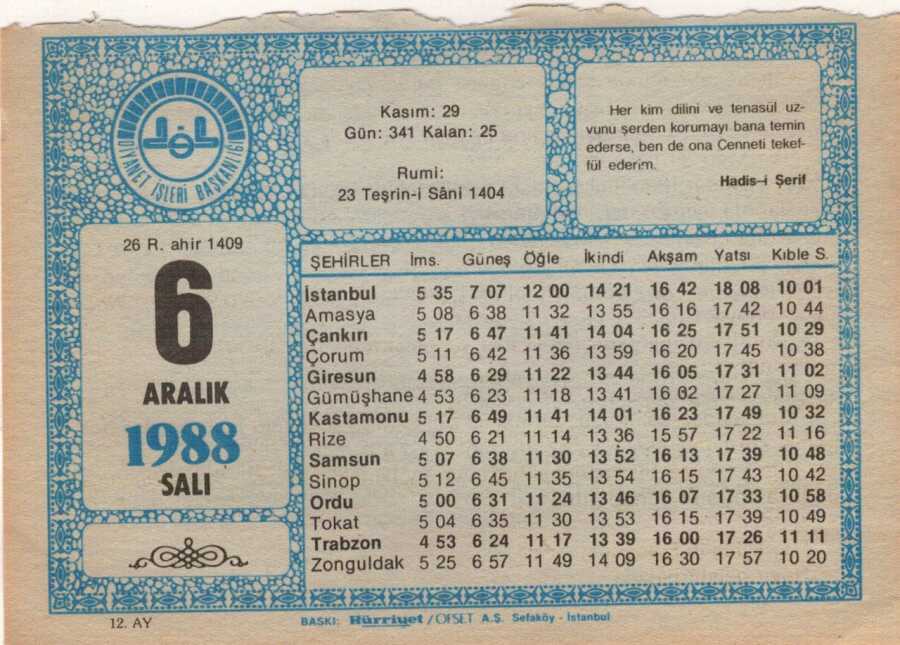 DİYANET İŞLERİ BAŞKANLIĞI
Kasım: 29
Gün: 341 Kalan: 25
Rumi:
23 Teşrin-i Sâni 1404
Her kim dilini ve tenasül uz-
vunu şerden korumayı bana temin
ederse, ben de ona Cenneti tekef-
fül ederim.
Hadis-i Şerif
26 R. ahir 1409
6
ARALIK
1988
SALI
ŞEHİRLER İms. Güneş Öğle İkindi Akşam Yatsı Kıble S.
İstanbul 5 35 7 07 12 00 14 21 16 42 18 08 10 01
Amasya 5 08 6 38 11 32 13 55 16 16 17 42 10 44
Çankırı 5 17 6 47 11 41 14 04 16 25 17 51 10 29
Çorum 5 11 6 42 11 36 13 59 16 20 17 45 10 38
Giresun 4 58 6 29 11 22 13 44 16 05 17 31 11 02
Gümüşhane 4 53 6 23 11 18 13 41 16 02 17 27 11 09
Kastamonu 5 17 6 49 11 41 14 01 16 23 17 49 10 32
Rize 4 50 6 21 11 14 13 36 15 57 17 22 11 16
Samsun 5 07 6 38 11 30 13 52 16 13 17 39 10 48
Sinop 5 12 6 45 11 35 13 54 16 15 17 43 10 42
Ordu 5 00 6 31 11 24 13 46 16 07 17 33 10 58
Tokat 5 04 6 35 11 30 13 53 16 15 17 39 10 49
Trabzon 4 53 6 24 11 17 13 39 16 00 17 26 11 11
Zonguldak 5 25 6 57 11 49 14 09 16 30 17 57 10 20
12. AY
BASKI: Hürriyet / OFSET A.Ş. Sefaköy - İstanbul